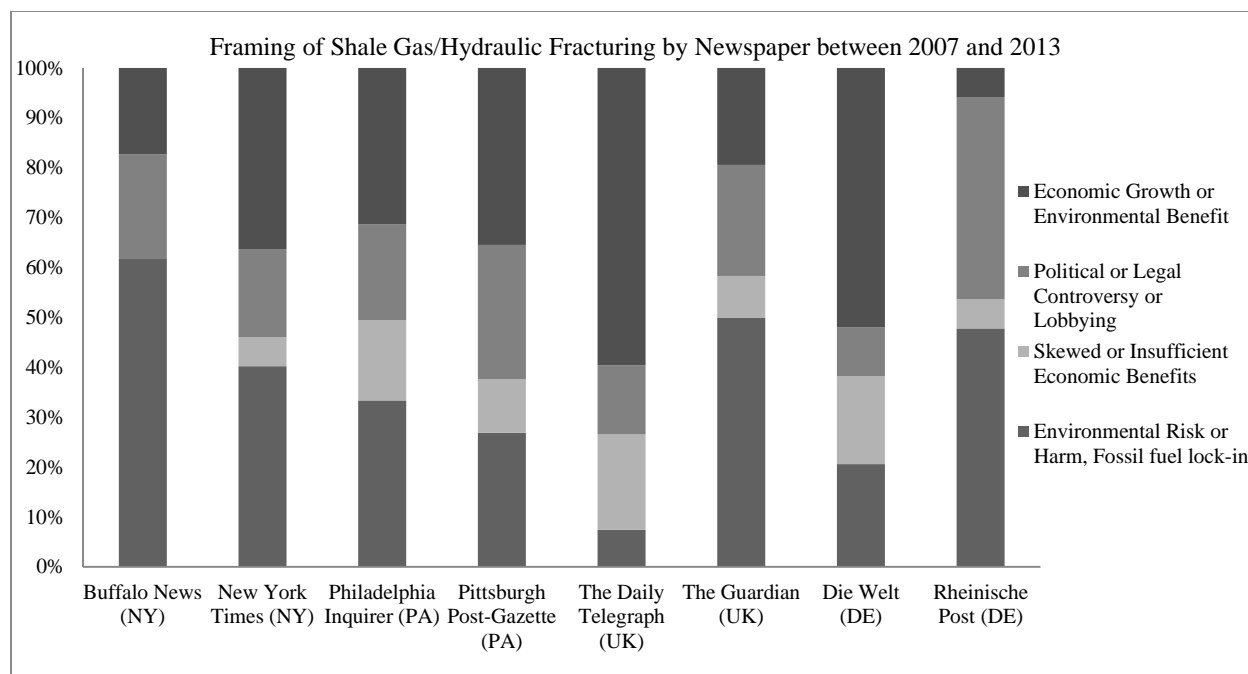 Framing of Shale Gas/Hydraulic Fracturing by Newspaper between 2007 and 2013
100%
90%
80%
70%
60%
50%
40%
30%
20%
10%
0%
Buffalo News
(NY)
New York
Times (NY)
Philadelphia
Inquirer (PA)
Pittsburgh
Post-Gazette
(PA)
The Daily
Telegraph
(UK)
The Guardian
(UK)
Die Welt
(DE)
Rheinische
Post (DE)
Economic Growth or
Environmental Benefit
Political or Legal
Controversy or
Lobbying
Skewed or Insufficient
Economic Benefits
Environmental Risk or
Harm, Fossil fuel lock-in